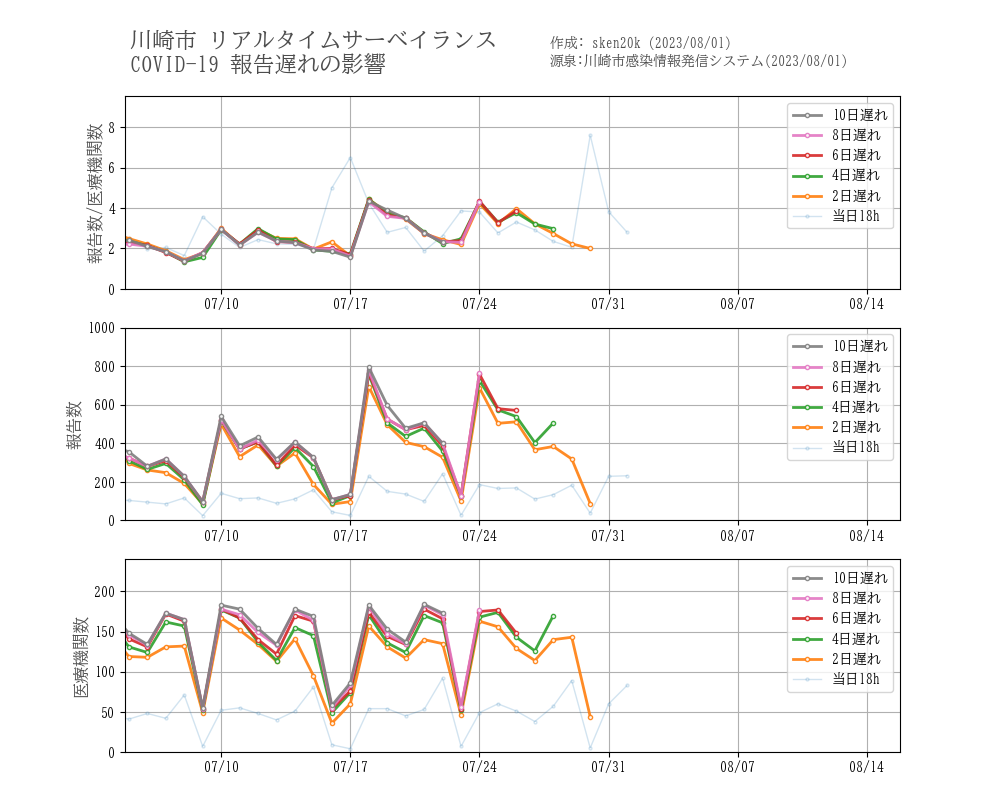 川崎市 リアルタイムサーベイランス
COVID-19 報告遅れの影響
作成: sken20k (2023/08/01)
源泉:川崎市感染情報発信システム(2023/08/01)
報告数/医療機関数
8
6
4
2
0
10日遅れ
8日遅れ
6日遅れ
4日遅れ
2日遅れ
当日18h
07/10 07/17 07/24 07/31 08/07 08/14
報告数
1000
800
600
400
200
0
10日遅れ
8日遅れ
6日遅れ
4日遅れ
2日遅れ
当日18h
07/10 07/17 07/24 07/31 08/07 08/14
医療機関数
200
150
100
50
0
10日遅れ
8日遅れ
6日遅れ
4日遅れ
2日遅れ
当日18h
07/10 07/17 07/24 07/31 08/07 08/14